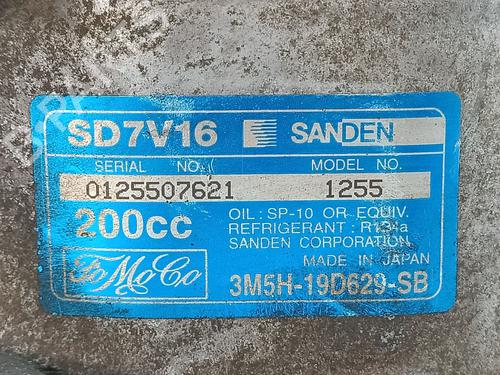 SD7V16 SANDEN
SERIAL NO. MODEL NO.
0125507621 1255
200cc OIL : SP-10 OR EQUIV.
REFRIGERANT : R134a
SANDEN CORPORATION
MADE IN JAPAN
FoMoCo 3M5H-19D629-SB